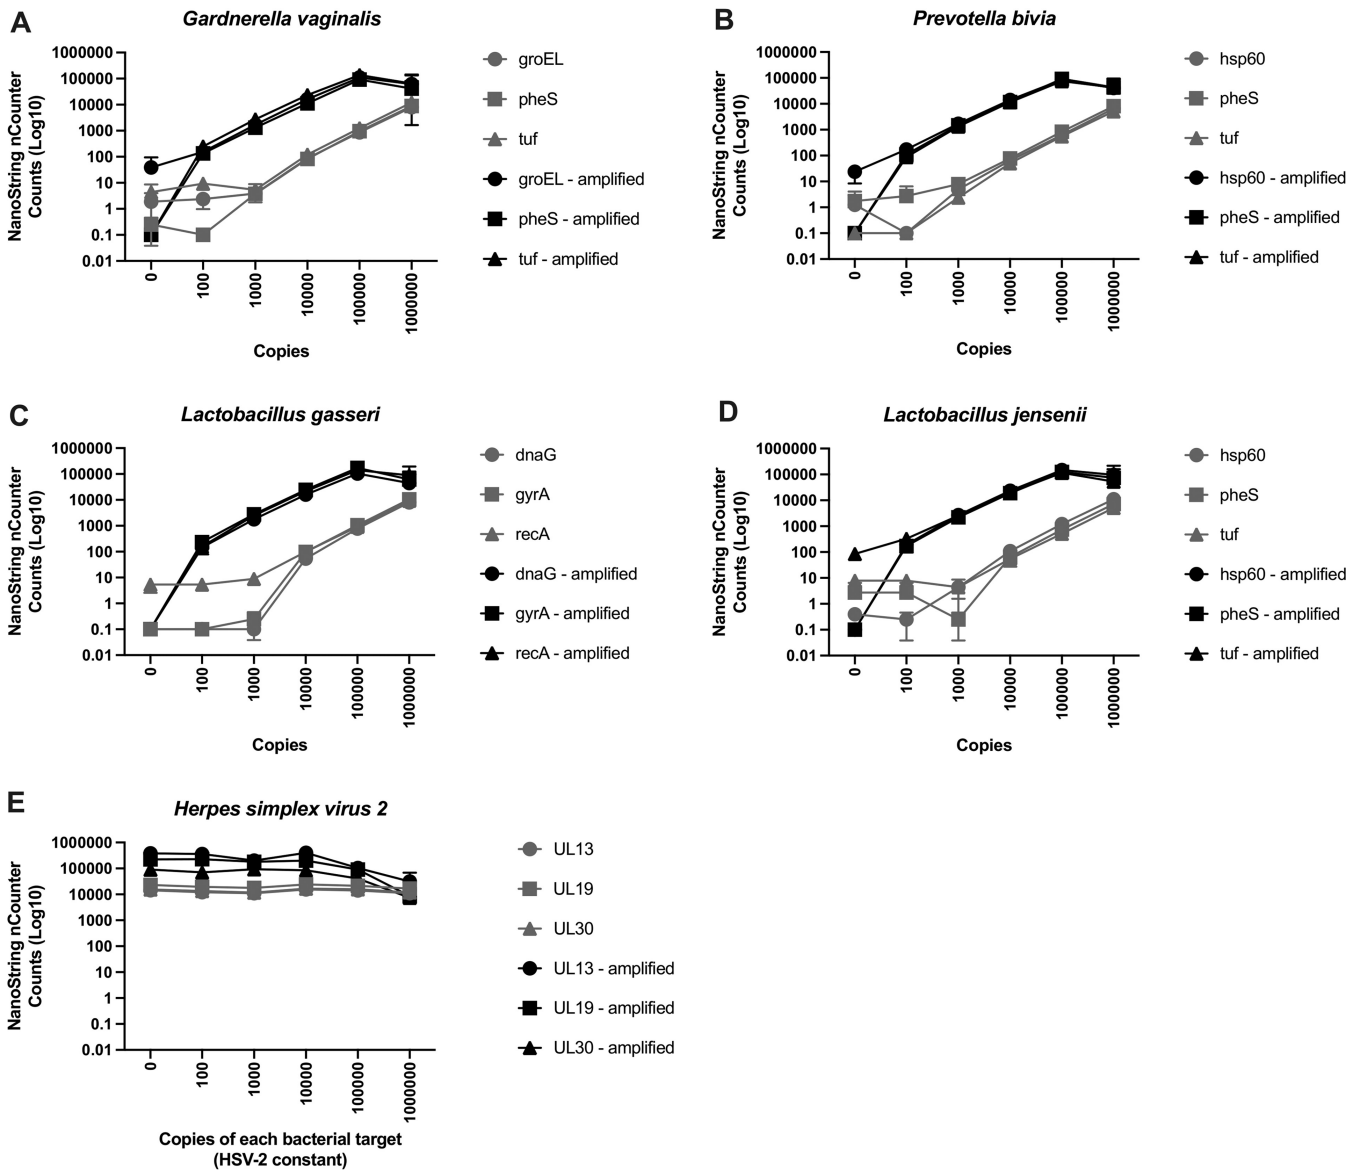 A
Gardnerella vaginalis
NanoString nCounter
Counts (Log10)
1000000
100000
10000
1000
100
10
1
0.1
0.01
0
100
1000
10000
100000
1000000
Copies
groEL
pheS
tuf
groEL - amplified
pheS - amplified
tuf - amplified
B
Prevotella bivia
NanoString nCounter
Counts (Log10)
1000000
100000
10000
1000
100
10
1
0.1
0.01
0
100
1000
10000
100000
1000000
Copies
hsp60
pheS
tuf
hsp60 - amplified
pheS - amplified
tuf - amplified
C
Lactobacillus gasseri
NanoString nCounter
Counts (Log10)
1000000
100000
10000
1000
100
10
1
0.1
0.01
0
100
1000
10000
100000
1000000
Copies
dnaG
gyrA
recA
dnaG - amplified
gyrA - amplified
recA - amplified
D
Lactobacillus jensenii
NanoString nCounter
Counts (Log10)
1000000
100000
10000
1000
100
10
1
0.1
0.01
0
100
1000
10000
100000
1000000
Copies
hsp60
pheS
tuf
hsp60 - amplified
pheS - amplified
tuf - amplified
E
Herpes simplex virus 2
NanoString nCounter
Counts (Log10)
1000000
100000
10000
1000
100
10
1
0.1
0.01
0
100
1000
10000
100000
1000000
Copies of each bacterial target
(HSV-2 constant)
UL13
UL19
UL30
UL13 - amplified
UL19 - amplified
UL30 - amplified